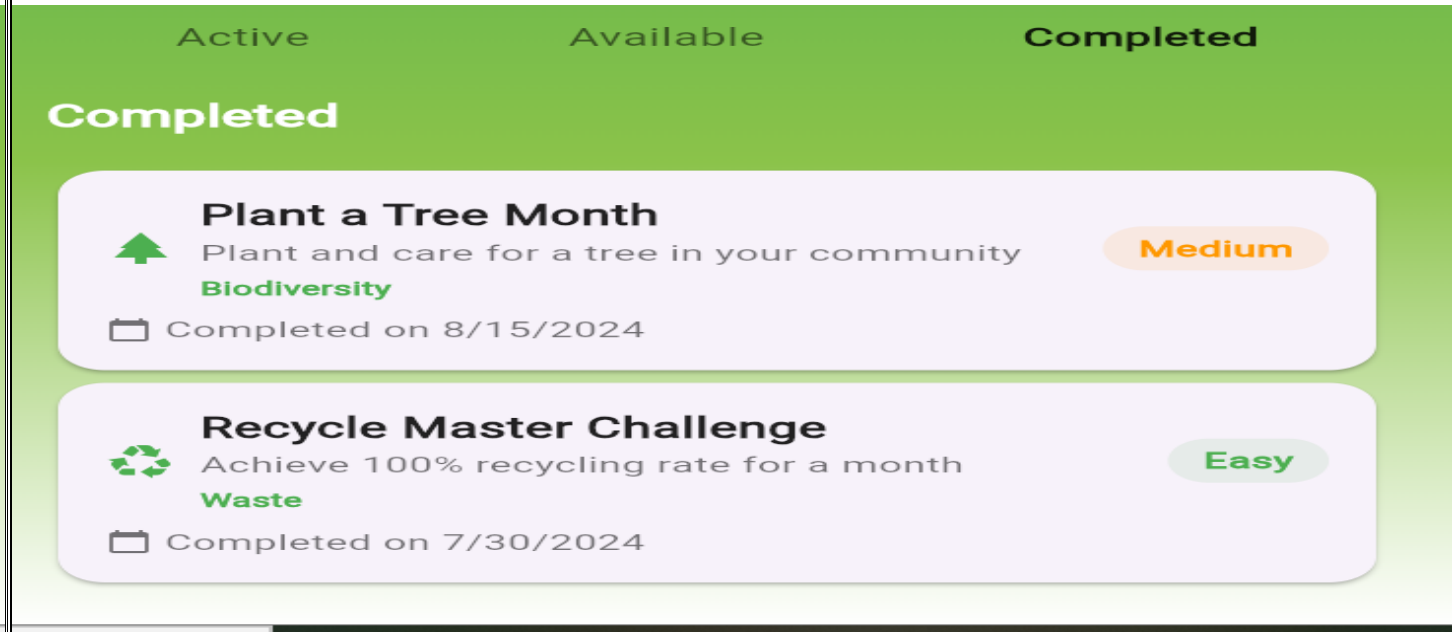 Active Available Completed
Completed
Plant a Tree Month
Plant and care for a tree in your community
Medium
Biodiversity
Completed on 8/15/2024
Recycle Master Challenge
Achieve 100% recycling rate for a month
Easy
Waste
Completed on 7/30/2024